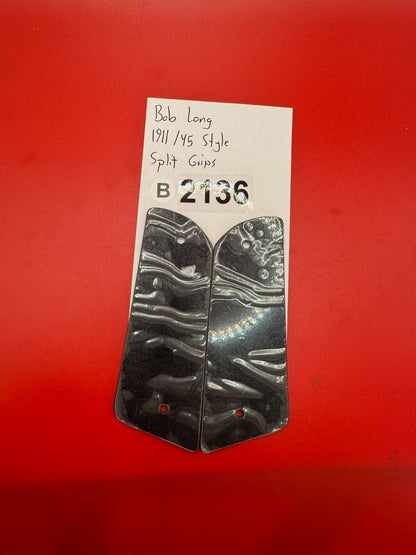 Bob Long
1911/45 Style
Split Grips
B 2136